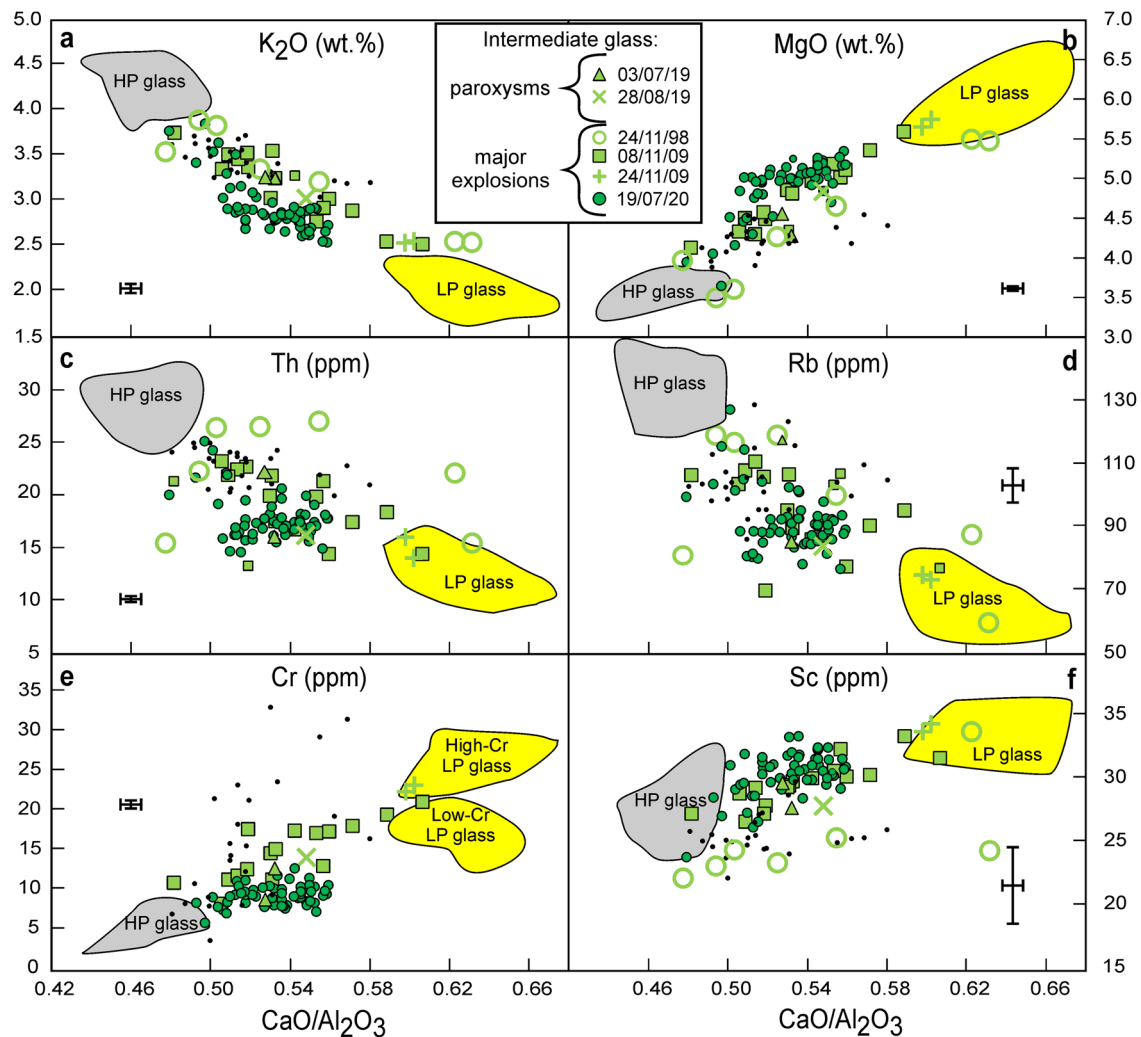 a
K2O (wt.%)
5.0
4.5
4.0
3.5
3.0
2.5
2.0
1.5
HP glass
LP glass
Intermediate glass:
paroxysms
03/07/19
28/08/19
major
explosions
24/11/98
08/11/09
24/11/09
19/07/20
b
MgO (wt.%)
7.0
6.5
6.0
5.5
5.0
4.5
4.0
3.5
3.0
LP glass
HP glass
c
Th (ppm)
30
25
20
15
10
5
HP glass
LP glass
d
Rb (ppm)
130
110
90
70
50
HP glass
LP glass
e
Cr (ppm)
35
30
25
20
15
10
5
0
High-Cr
LP glass
Low-Cr
LP glass
HP glass
f
Sc (ppm)
35
30
25
20
15
HP glass
LP glass
0.42 0.46 0.50 0.54 0.58 0.62 0.46 0.50 0.54 0.58 0.62 0.66
CaO/Al2O3 CaO/Al2O3